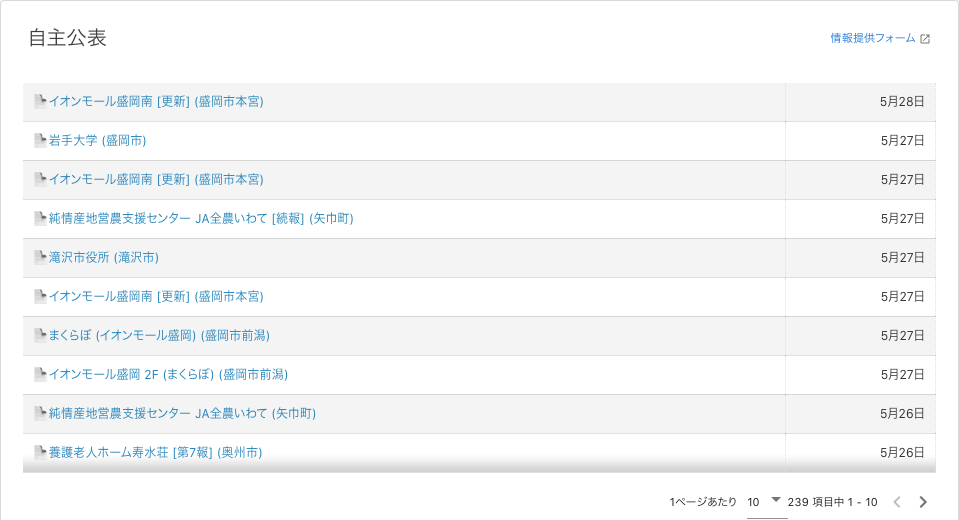 自主公表
情報提供フォーム
イオンモール盛岡南 [更新] (盛岡市本宮) 5月28日
岩手大学 (盛岡市) 5月27日
イオンモール盛岡南 [更新] (盛岡市本宮) 5月27日
純情産地営農支援センター JA全農いわて [続報] (矢巾町) 5月27日
滝沢市役所 (滝沢市) 5月27日
イオンモール盛岡南 [更新] (盛岡市本宮) 5月27日
まくらぼ (イオンモール盛岡) (盛岡市前潟) 5月27日
イオンモール盛岡 2F (まくらぼ) (盛岡市前潟) 5月27日
純情産地営農支援センター JA全農いわて (矢巾町) 5月26日
養護老人ホーム寿水荘 [第7報] (奥州市) 5月26日
1ページあたり 10 239 項目中 1 - 10